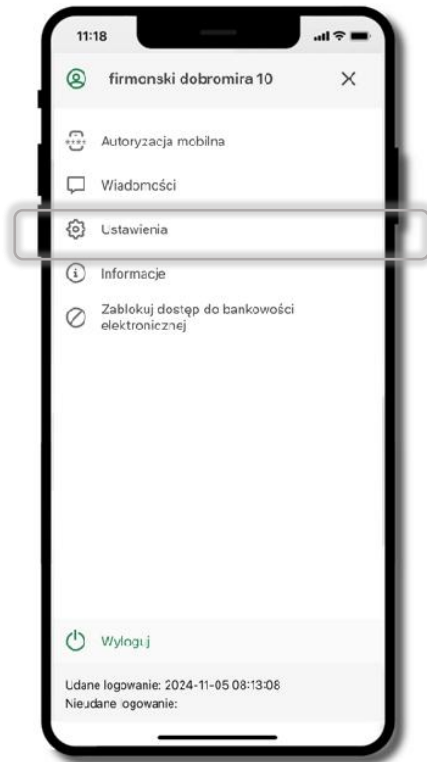 11:18
firmonski dobromira 10
Autoryzacja mobilna
Wiadomości
Ustawienia
Informacje
Zablokuj dostęp do bankowości
elektronicznej
Wyloguj
Udane logowanie: 2024-11-05 08:13:08
Nieudane logowanie: